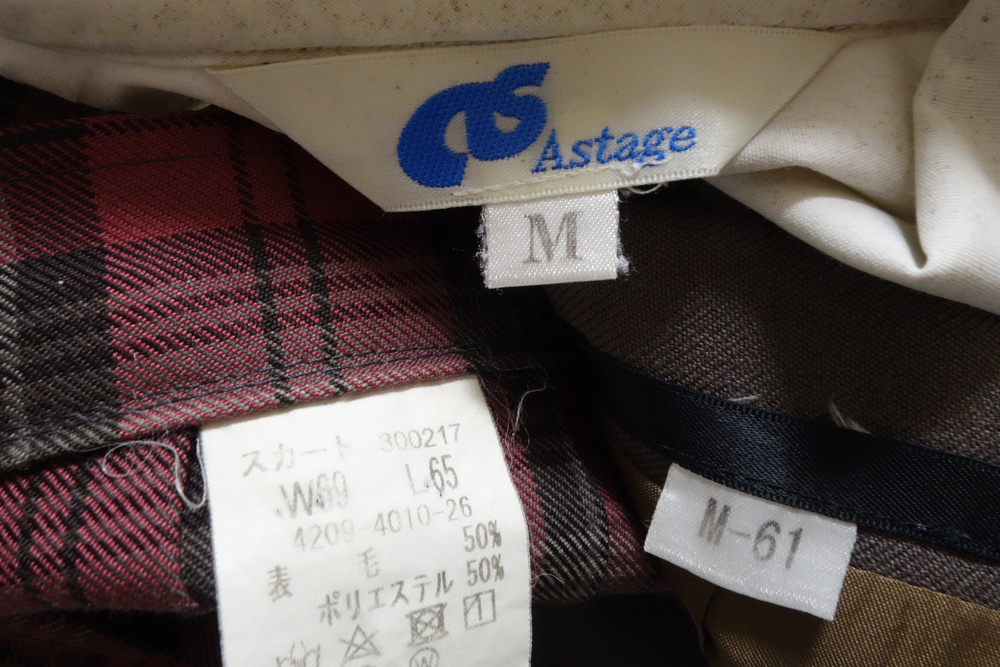 Astage
M
スカート 300217
W69 L65
4209-4010-26
表 毛 50%
ポリエステル 50%
M-61